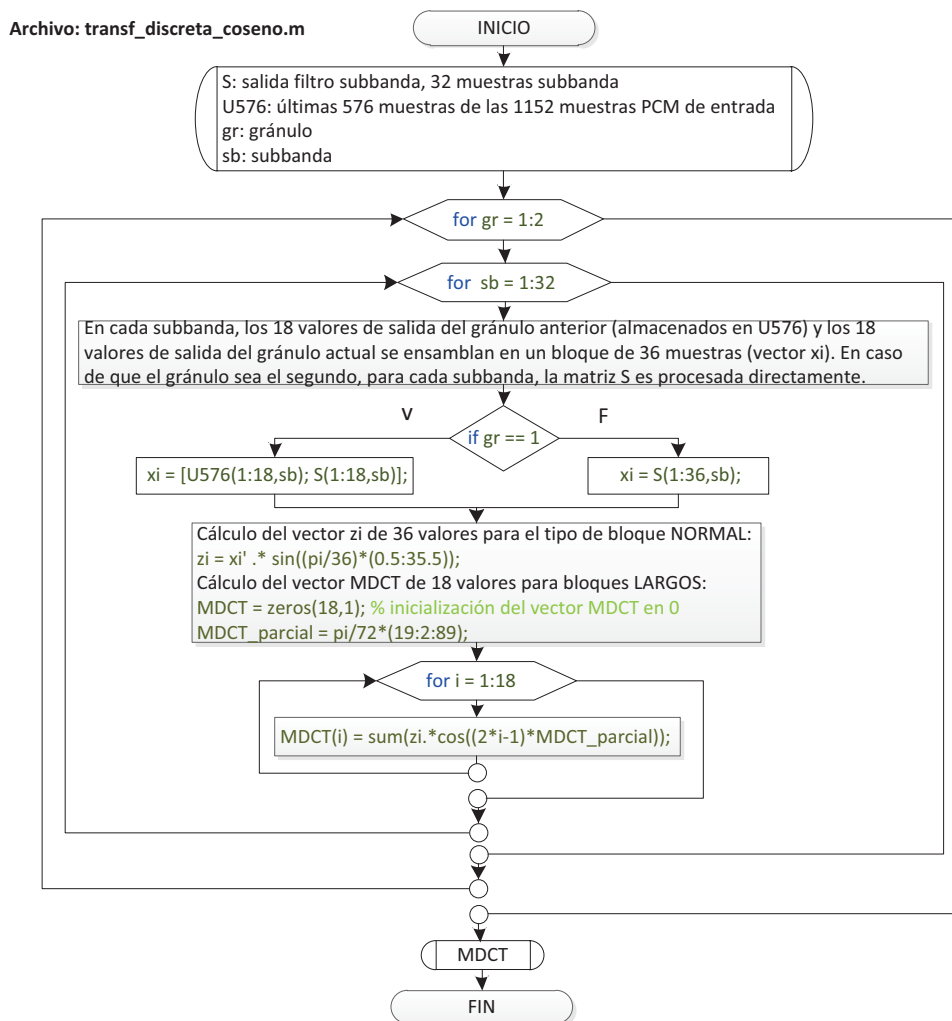 Archivo: transf_discreta_coseno.m
INICIO
S: salida filtro subbanda, 32 muestras subbanda
U576: últimas 576 muestras de las 1152 muestras PCM de entrada
gr: gránulo
sb: subbanda
for gr = 1:2
for sb = 1:32
En cada subbanda, los 18 valores de salida del gránulo anterior (almacenados en U576) y los 18
valores de salida del gránulo actual se ensamblan en un bloque de 36 muestras (vector xi). En caso
de que el gránulo sea el segundo, para cada subbanda, la matriz S es procesada directamente.
V
F
if gr == 1
xi = [U576(1:18,sb); S(1:18,sb)];
xi = S(1:36,sb);
Cálculo del vector zi de 36 valores para el tipo de bloque NORMAL:
zi = xi' .* sin((pi/36)*(0.5:35.5));
Cálculo del vector MDCT de 18 valores para bloques LARGOS:
MDCT = zeros(18,1); % inicialización del vector MDCT en 0
MDCT_parcial = pi/72*(19:2:89);
for i = 1:18
MDCT(i) = sum(zi.*cos((2*i-1)*MDCT_parcial));
MDCT
FIN